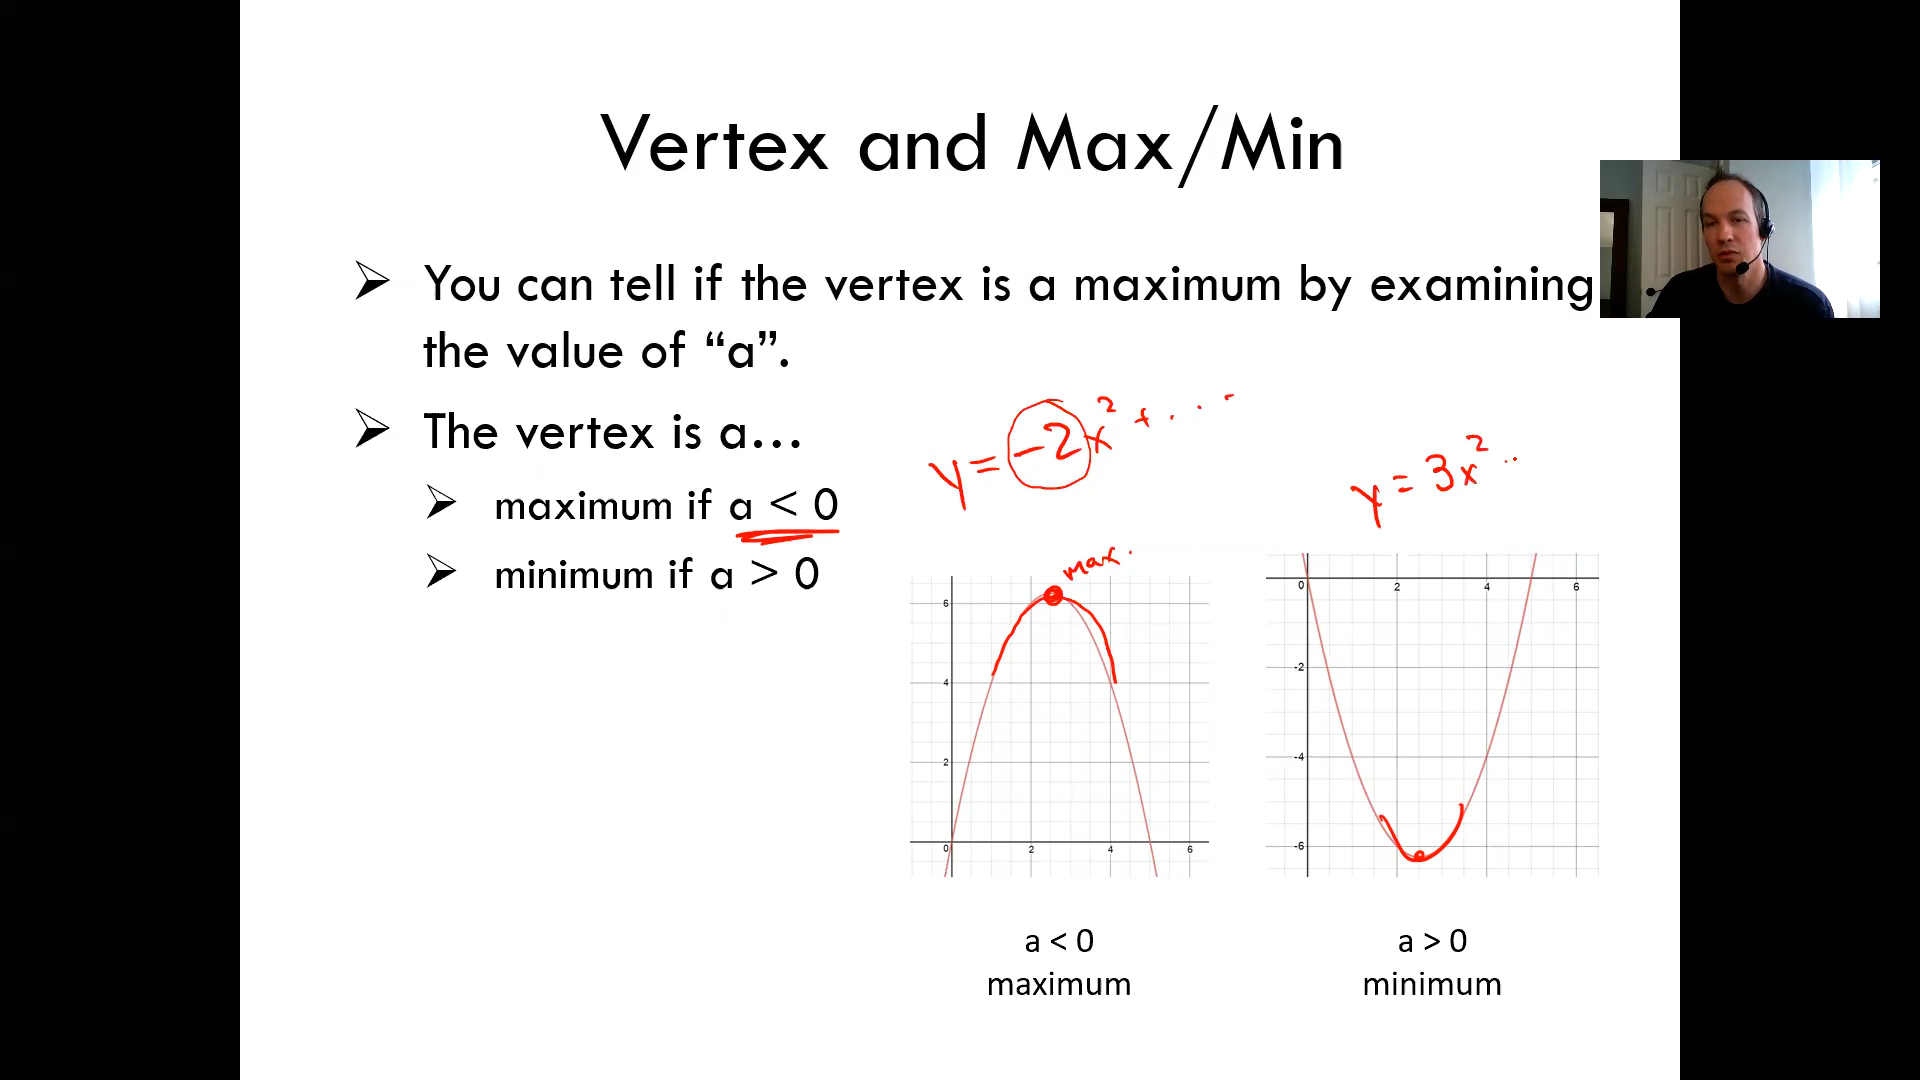 Vertex and Max/Min
➢ You can tell if the vertex is a maximum by examining
the value of “a”.
➢ The vertex is a...
➢ maximum if a < 0
➢ minimum if a > 0
y = -2x² + . . .
y = 3x² ..
max.
6
4
2
0
2
4
6
0
2
4
6
-2
-4
-6
a < 0
maximum
a > 0
minimum